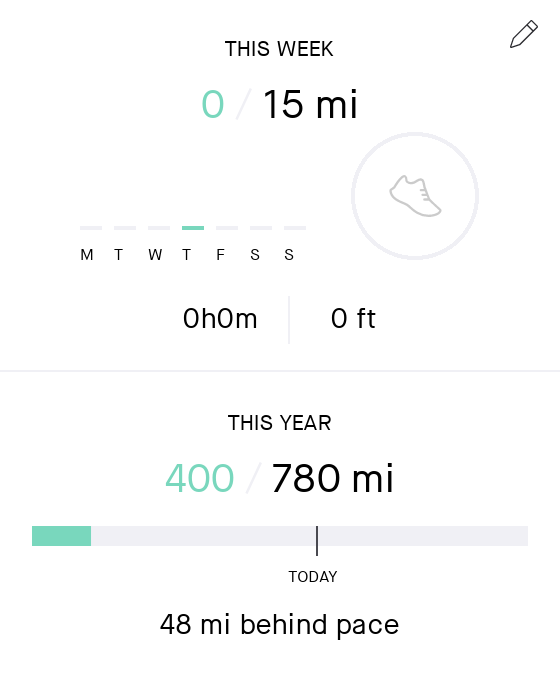 THIS WEEK
0 / 15 mi
M T W T F S S
0h0m
0 ft
THIS YEAR
400 / 780 mi
TODAY
48 mi behind pace